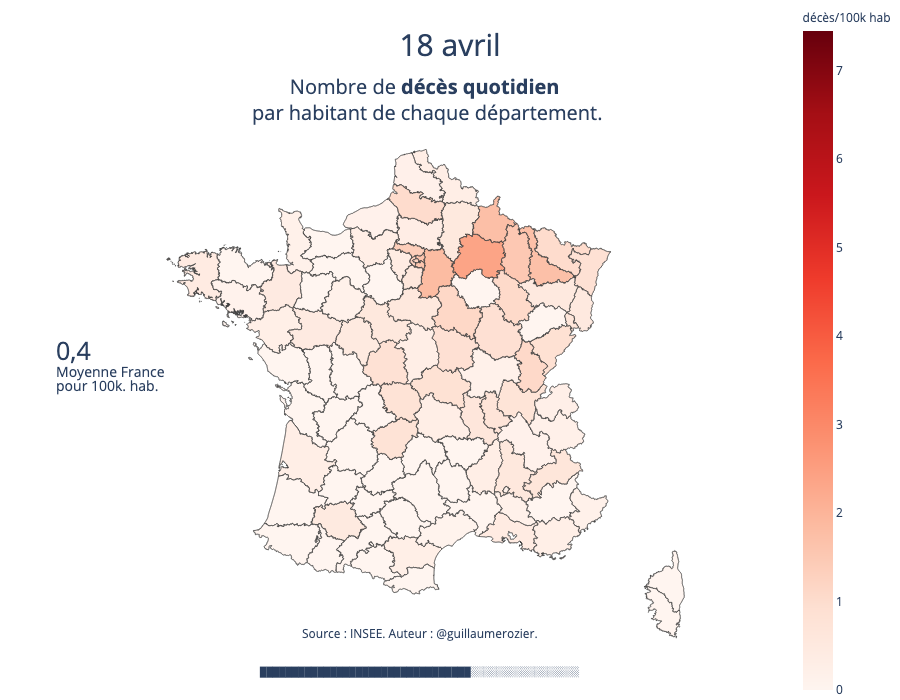 décès/100k hab
18 avril
Nombre de décès quotidien
par habitant de chaque département.
7
6
5
4
3
2
1
0
0,4
Moyenne France
pour 100k. hab.
Source : INSEE. Auteur : @guillaumerozier.